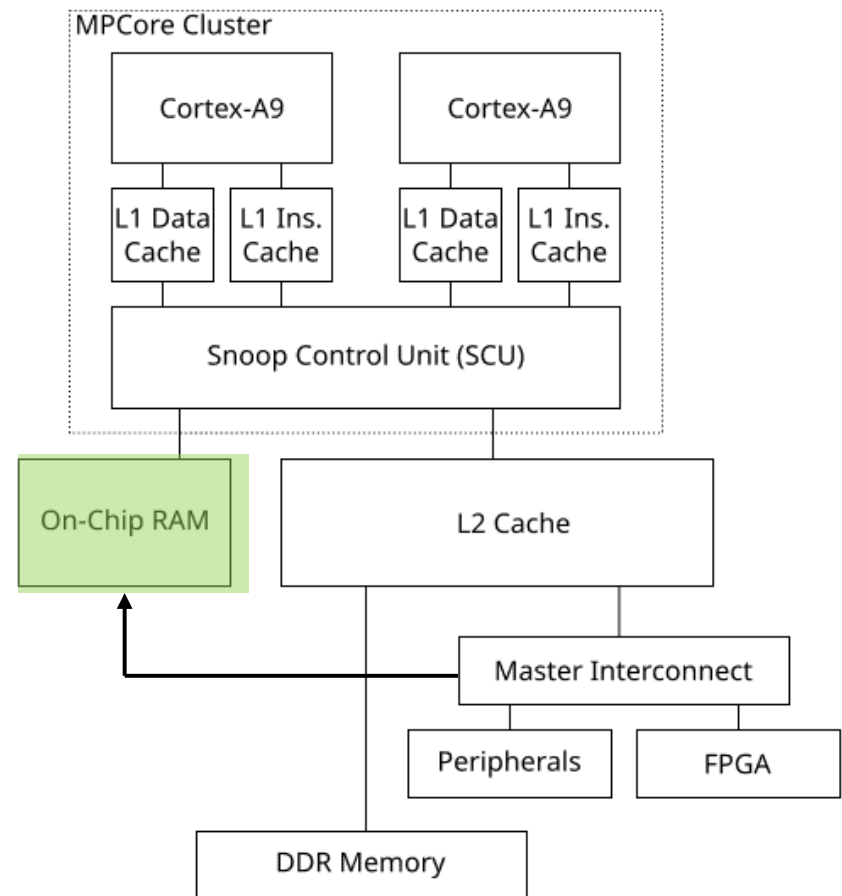 MPCore Cluster
Cortex-A9
Cortex-A9
L1 Data
Cache
L1 Ins.
Cache
L1 Data
Cache
L1 Ins.
Cache
Snoop Control Unit (SCU)
On-Chip RAM
L2 Cache
Master Interconnect
Peripherals
FPGA
DDR Memory